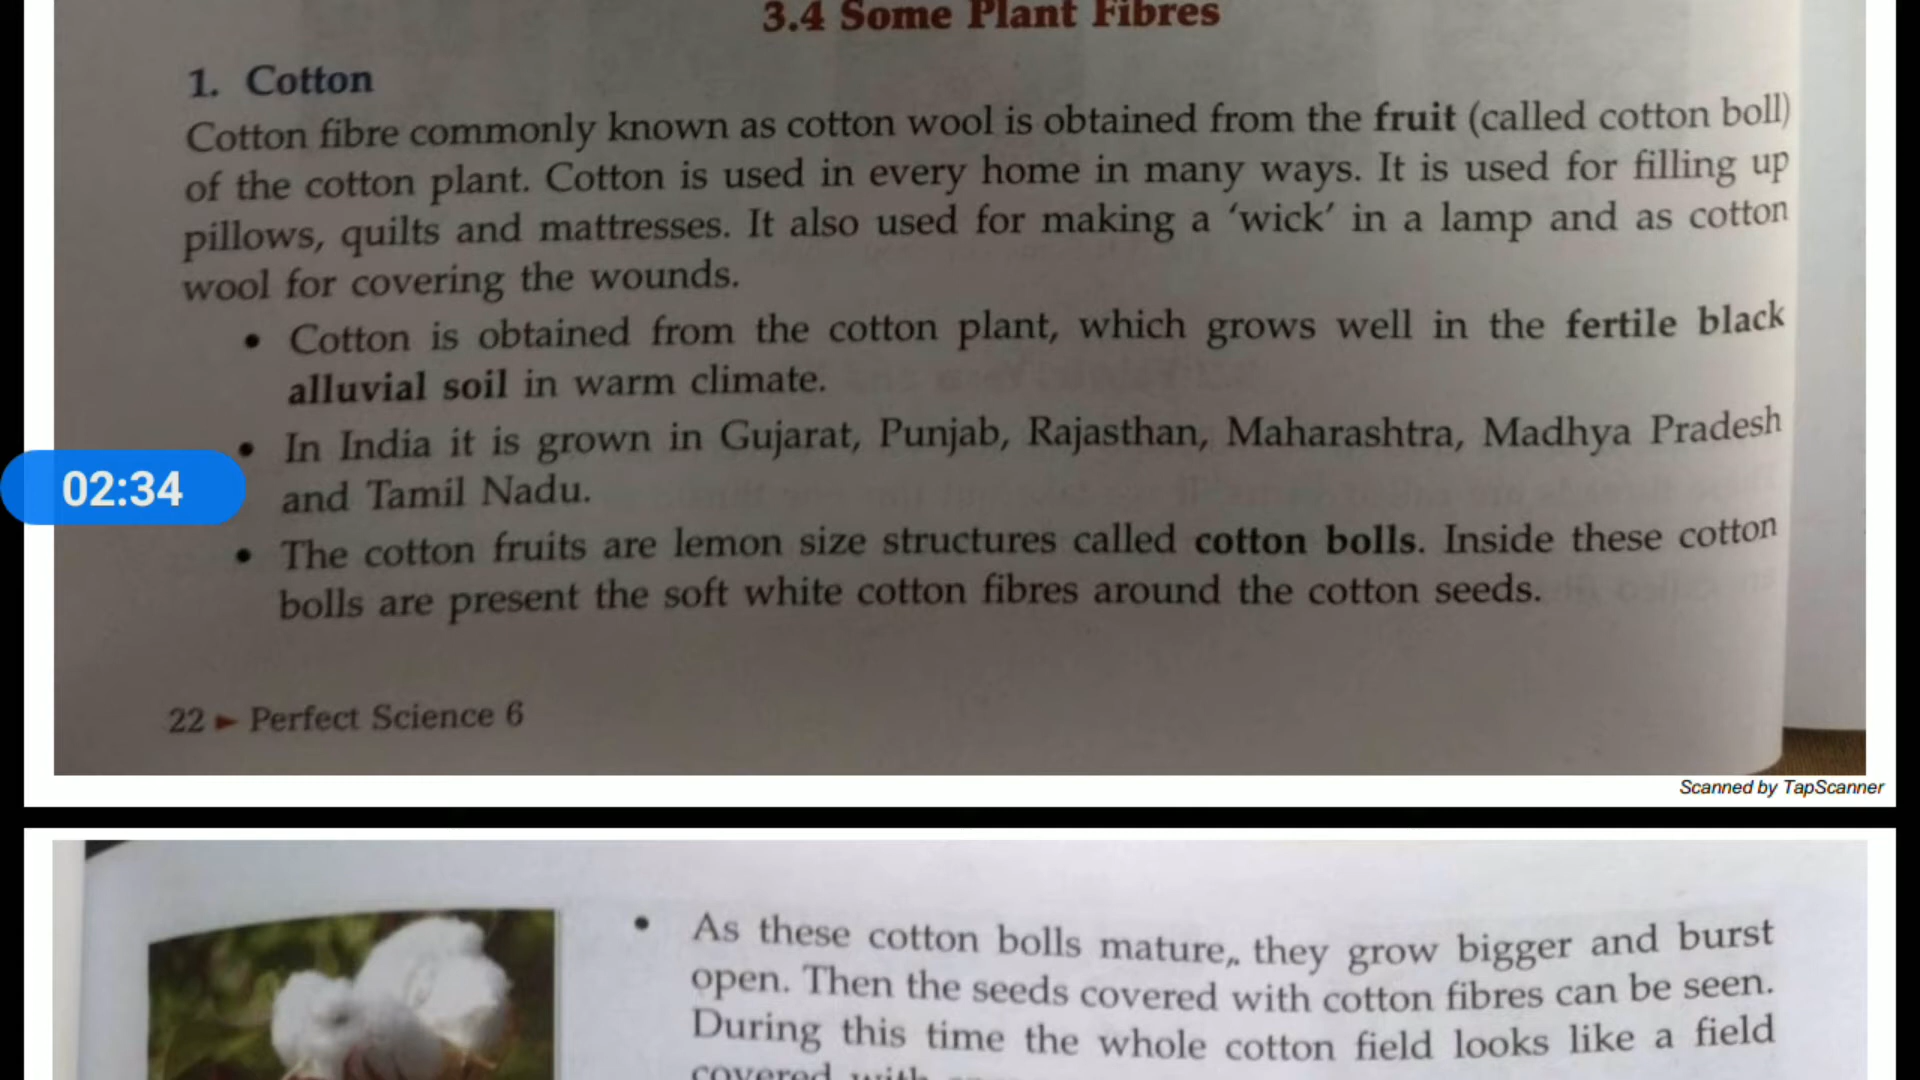 3.4 Some Plant Fibres
1. Cotton
Cotton fibre commonly known as cotton wool is obtained from the fruit (called cotton boll)
of the cotton plant. Cotton is used in every home in many ways. It is used for filling up
pillows, quilts and mattresses. It also used for making a ‘wick’ in a lamp and as cotton
wool for covering the wounds.
• Cotton is obtained from the cotton plant, which grows well in the fertile black
alluvial soil in warm climate.
• In India it is grown in Gujarat, Punjab, Rajasthan, Maharashtra, Madhya Pradesh
and Tamil Nadu.
02:34
• The cotton fruits are lemon size structures called cotton bolls. Inside these cotton
bolls are present the soft white cotton fibres around the cotton seeds.
22 ► Perfect Science 6
Scanned by TapScanner
• As these cotton bolls mature, they grow bigger and burst
open. Then the seeds covered with cotton fibres can be seen.
During this time the whole cotton field looks like a field
covered with